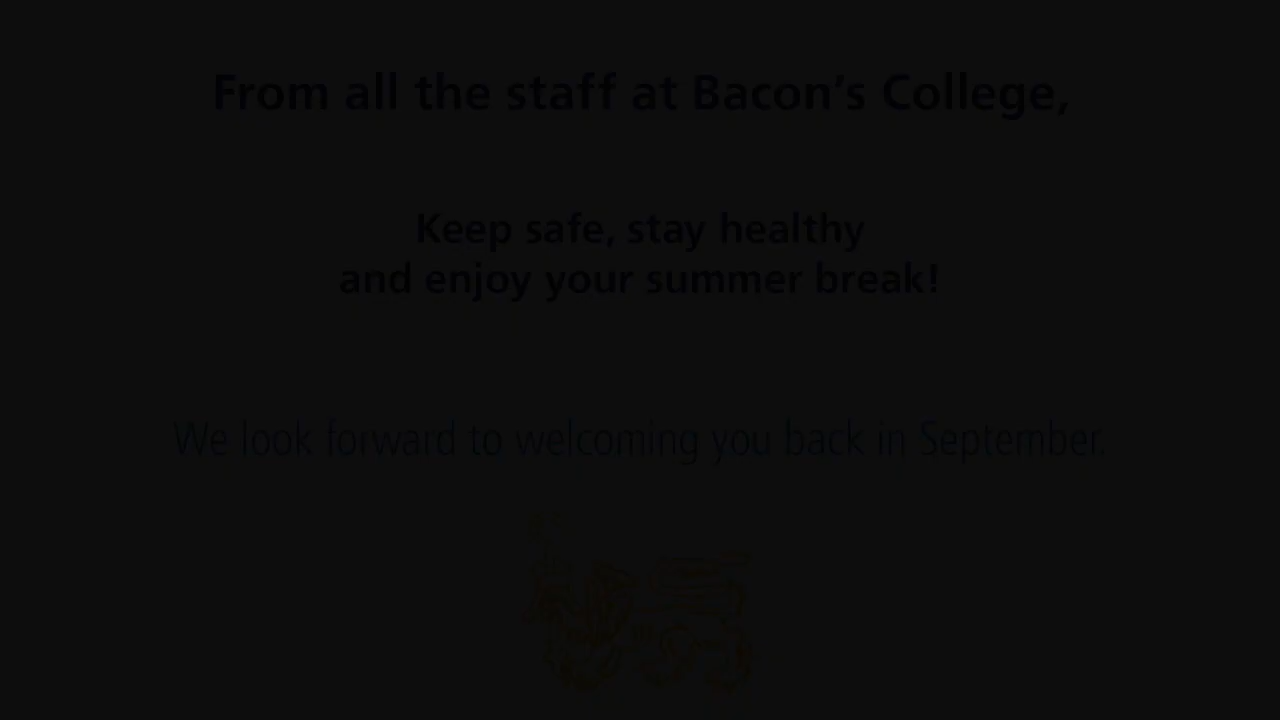 From all the staff at Bacon’s College,
Keep safe, stay healthy
and enjoy your summer break!
We look forward to welcoming you back in September.